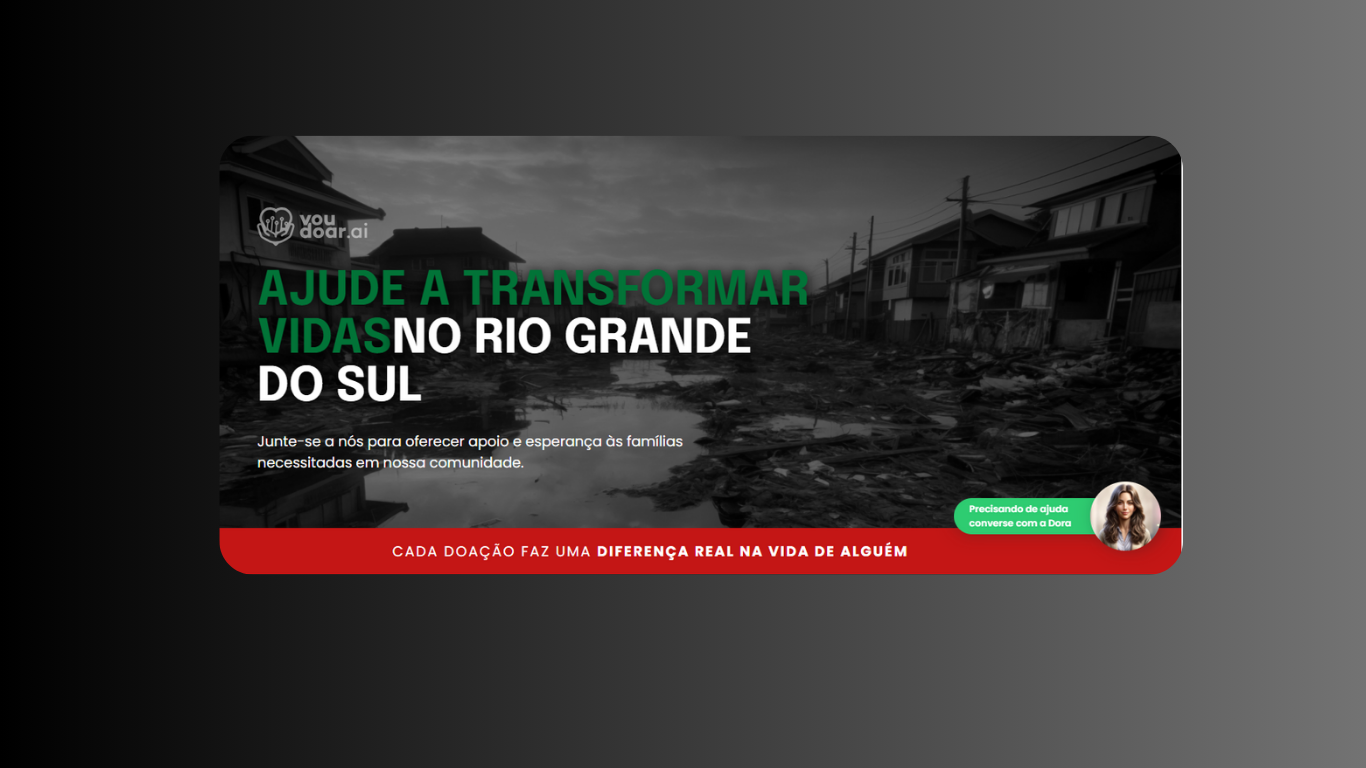 vou
doar.ai
AJUDE A TRANSFORMAR
VIDASNO RIO GRANDE
DO SUL
Junte-se a nós para oferecer apoio e esperança às famílias
necessitadas em nossa comunidade.
Precisando de ajuda
converse com a Dora
CADA DOAÇÃO FAZ UMA DIFERENÇA REAL NA VIDA DE ALGUÉM